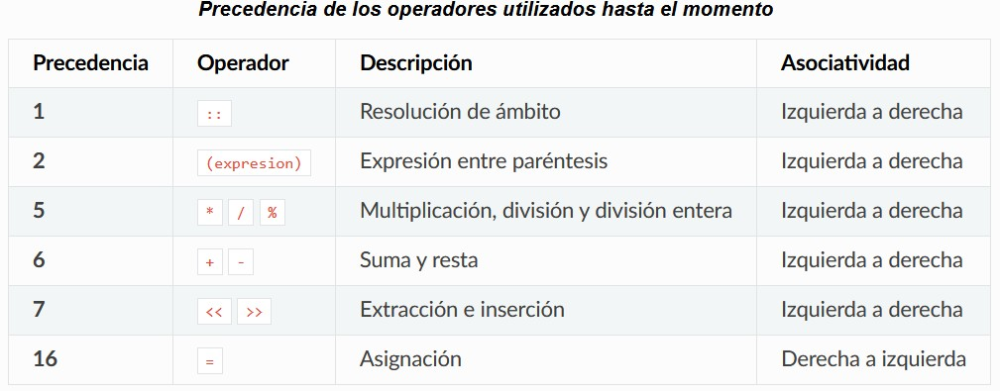 Precedencia de los operadores utilizados hasta el momento
Precedencia Operador Descripción Asociatividad
1 :: Resolución de ámbito Izquierda a derecha
2 (expresion) Expresión entre paréntesis Izquierda a derecha
5 * / % Multiplicación, división y división entera Izquierda a derecha
6 + - Suma y resta Izquierda a derecha
7 << >> Extracción e inserción Izquierda a derecha
16 = Asignación Derecha a izquierda